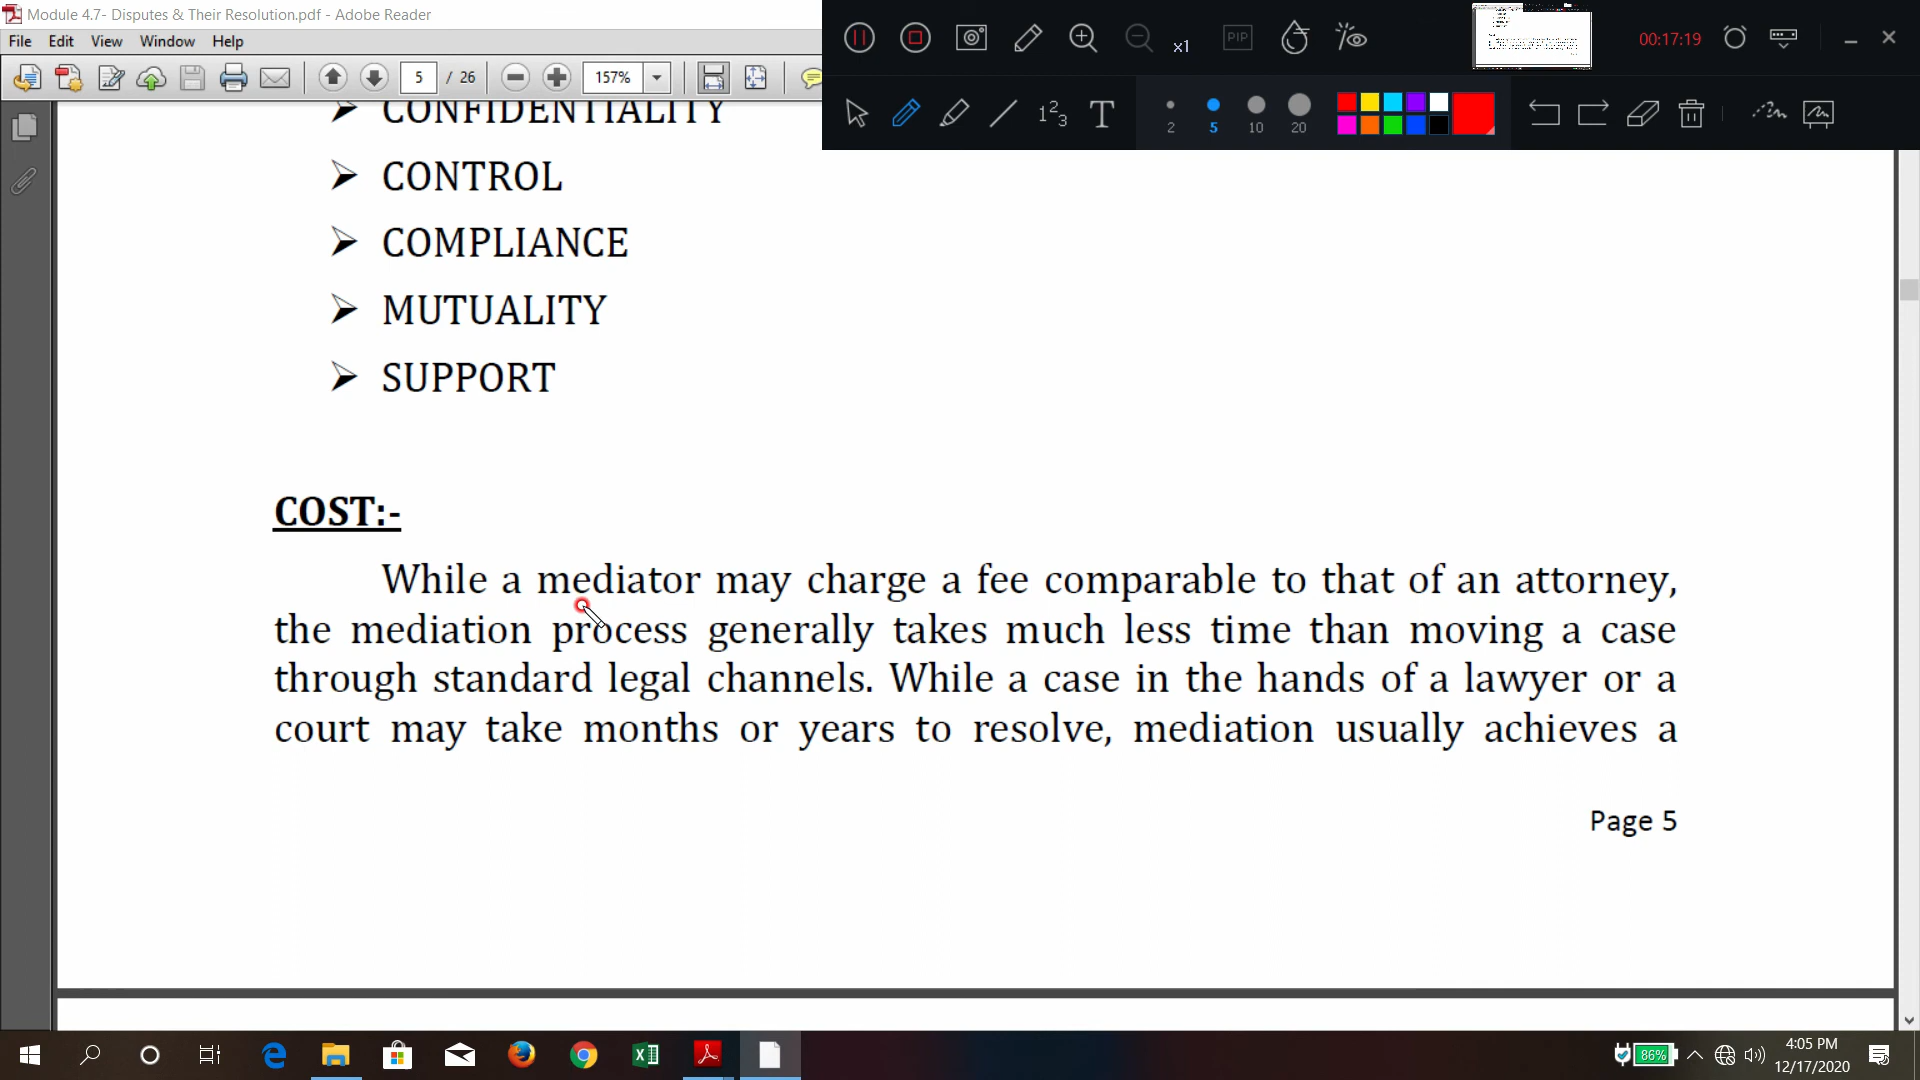 Module 4.7- Disputes & Their Resolution.pdf - Adobe Reader
File Edit View Window Help
5 / 26 157%
x1 PIP 00:17:19
1 2 3 T 2 5 10 20
CONFIDENTIALITY
CONTROL
COMPLIANCE
MUTUALITY
SUPPORT
COST:-
While a mediator may charge a fee comparable to that of an attorney,
the mediation process generally takes much less time than moving a case
through standard legal channels. While a case in the hands of a lawyer or a
court may take months or years to resolve, mediation usually achieves a
Page 5
86% 4:05 PM
12/17/2020